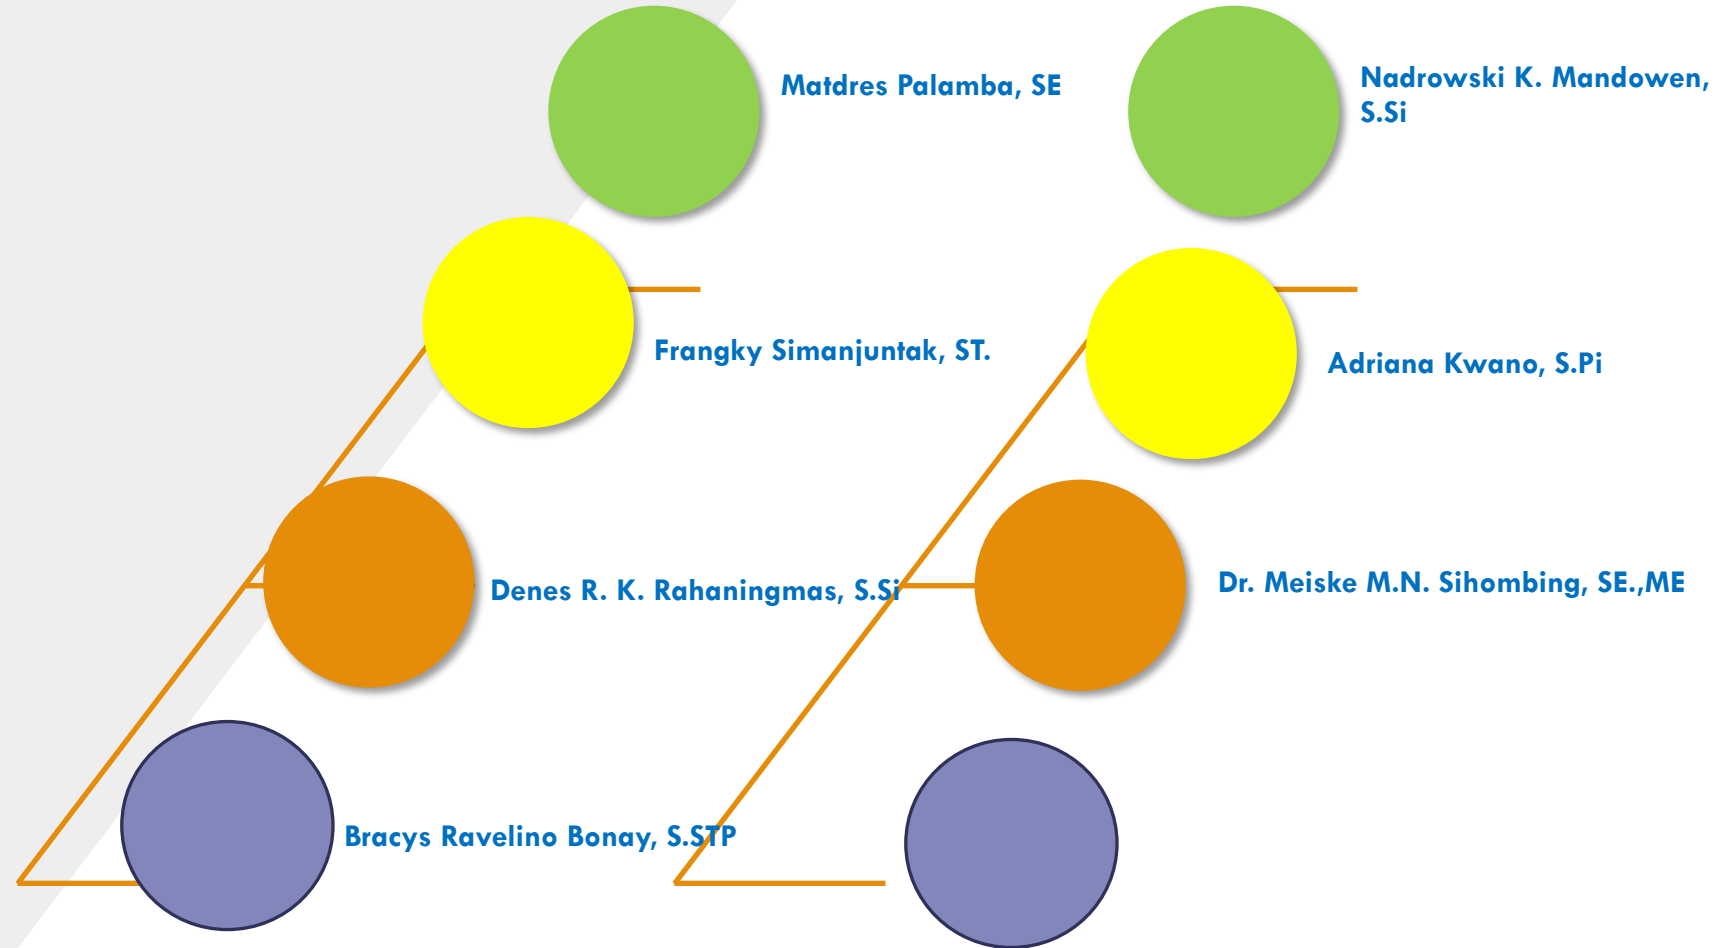 Matdres Palamba, SE
Nadrowski K. Mandowen,
S.Si
Frangky Simanjuntak, ST.
Adriana Kwano, S.Pi
Denes R. K. Rahaningmas, S.Si
Dr. Meiske M.N. Sihombing, SE.,ME
Bracys Ravelino Bonay, S.STP